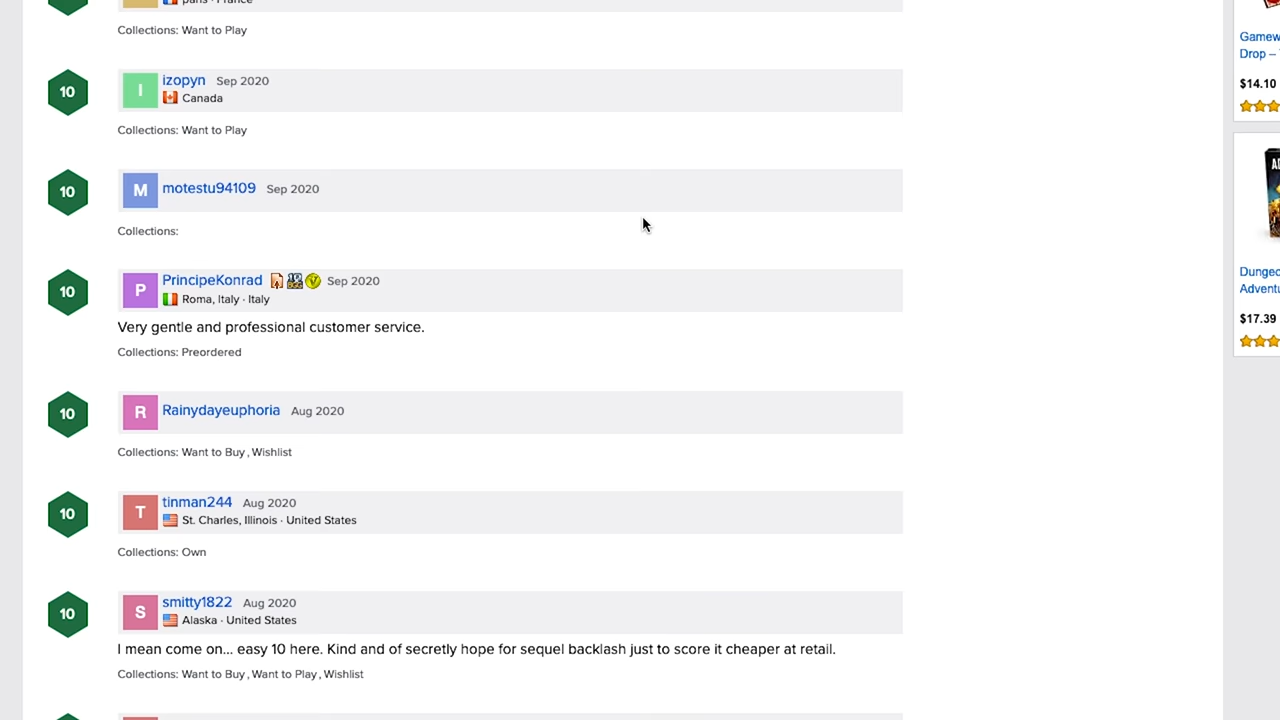 paris · France
Collections: Want to Play
10
I
izopyn Sep 2020
Canada
Collections: Want to Play
10
M
motestu94109 Sep 2020
Collections:
10
P
PrincipeKonrad Sep 2020
Roma, Italy · Italy
Very gentle and professional customer service.
Collections: Preordered
10
R
Rainydayeuphoria Aug 2020
Collections: Want to Buy , Wishlist
10
T
tinman244 Aug 2020
St. Charles, Illinois · United States
Collections: Own
10
S
smitty1822 Aug 2020
Alaska · United States
I mean come on... easy 10 here. Kind and of secretly hope for sequel backlash just to score it cheaper at retail.
Collections: Want to Buy , Want to Play , Wishlist
Gamew
Drop –
$14.10
Dungeo
Advent
$17.39